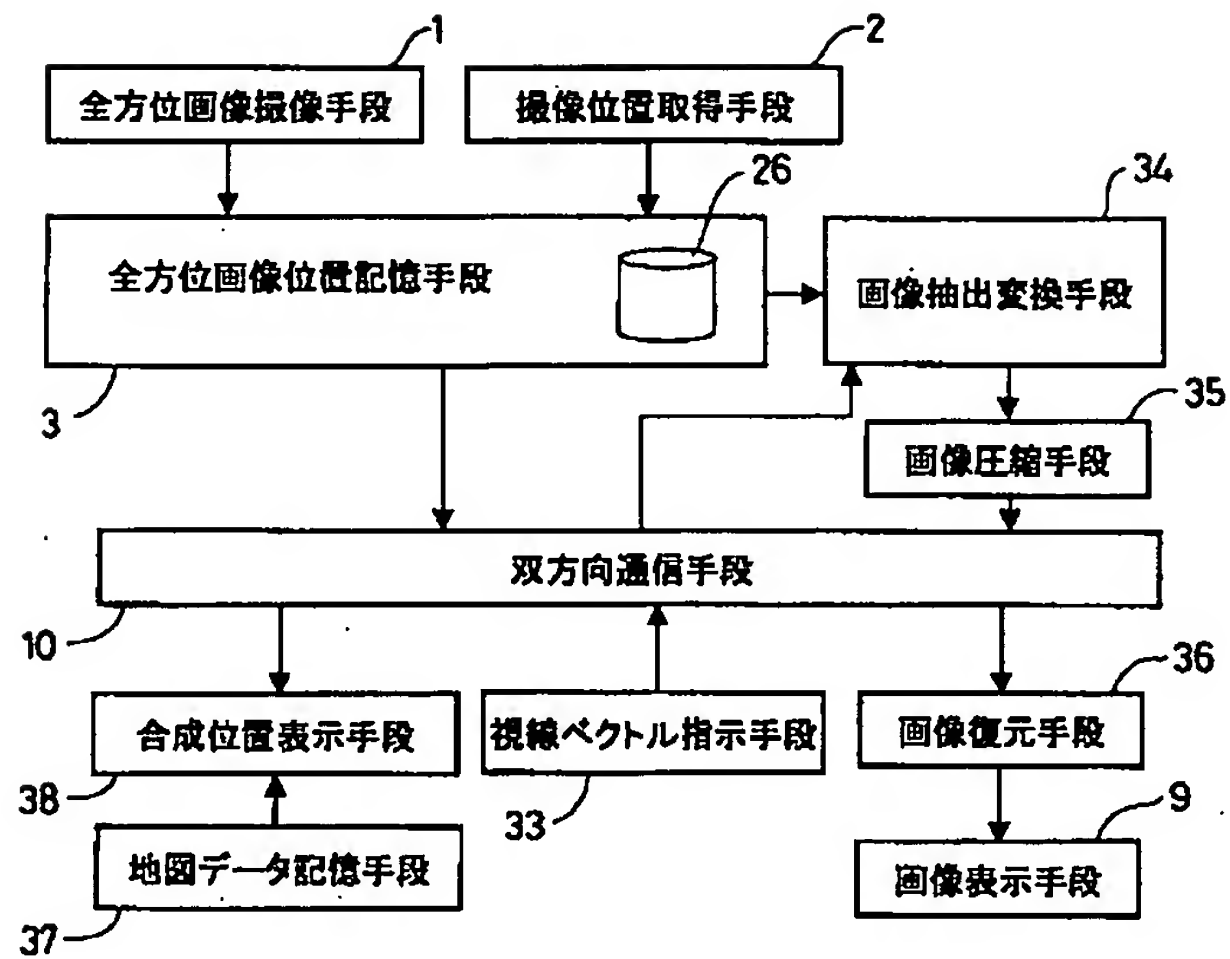 1
2
全方位画像撮像手段
撮像位置取得手段
26
34
全方位画像位置記憶手段
画像抽出変換手段
3
35
画像圧縮手段
双方向通信手段
10
36
合成位置表示手段
視線ベクトル指示手段
画像復元手段
38
33
9
地図データ記憶手段
画像表示手段
37